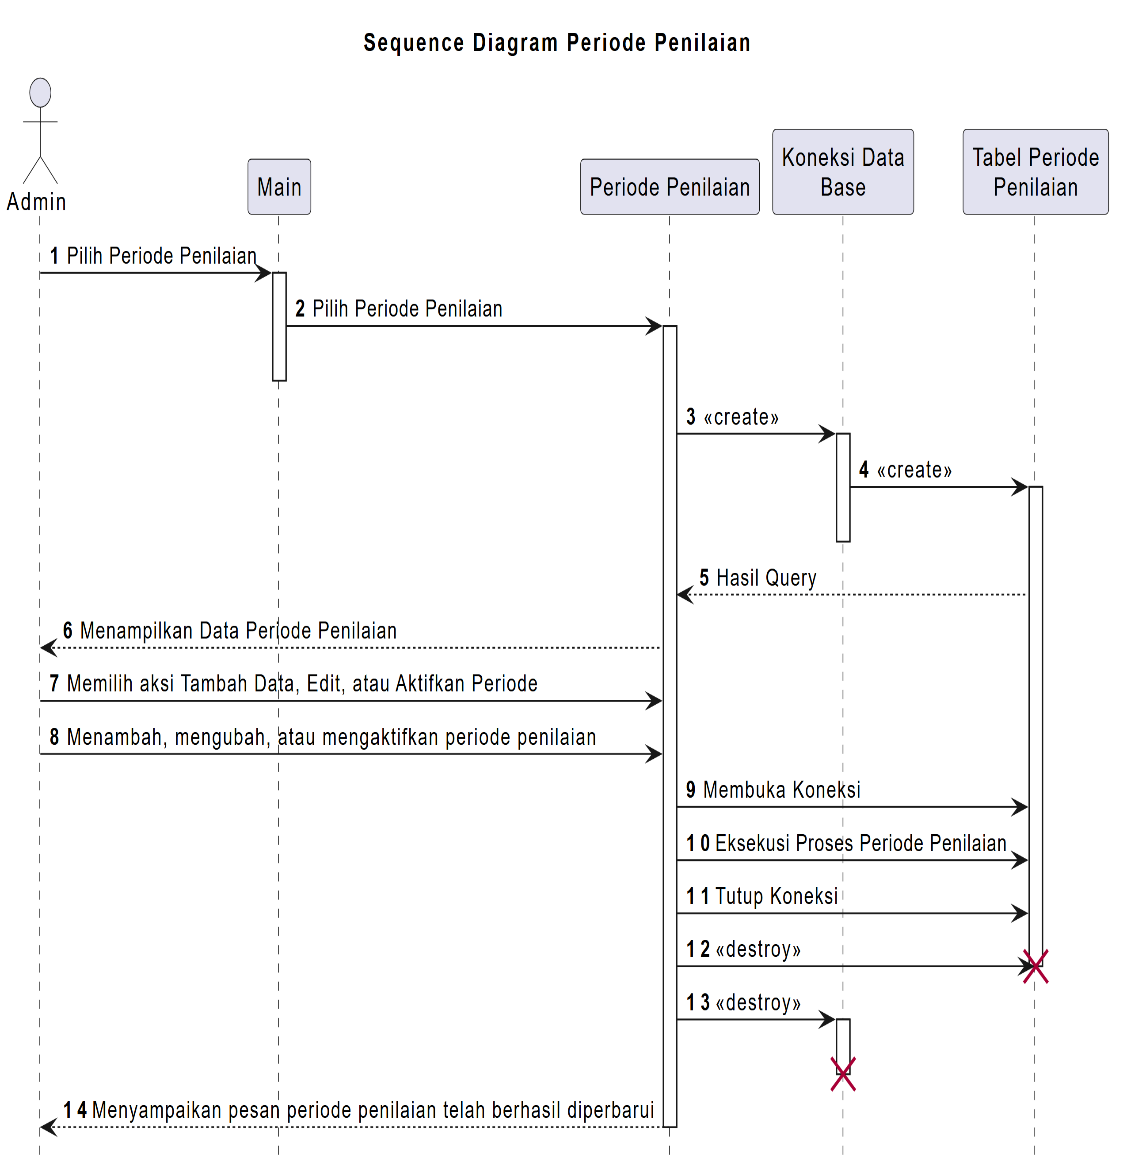 Sequence Diagram Periode Penilaian
Admin
Main
Periode Penilaian
Koneksi Data
Base
Tabel Periode
Penilaian
1 Pilih Periode Penilaian
2 Pilih Periode Penilaian
3 «create»
4 «create»
5 Hasil Query
6 Menampilkan Data Periode Penilaian
7 Memilih aksi Tambah Data, Edit, atau Aktifkan Periode
8 Menambah, mengubah, atau mengaktifkan periode penilaian
9 Membuka Koneksi
10 Eksekusi Proses Periode Penilaian
11 Tutup Koneksi
12 «destroy»
13 «destroy»
14 Menyampaikan pesan periode penilaian telah berhasil diperbarui